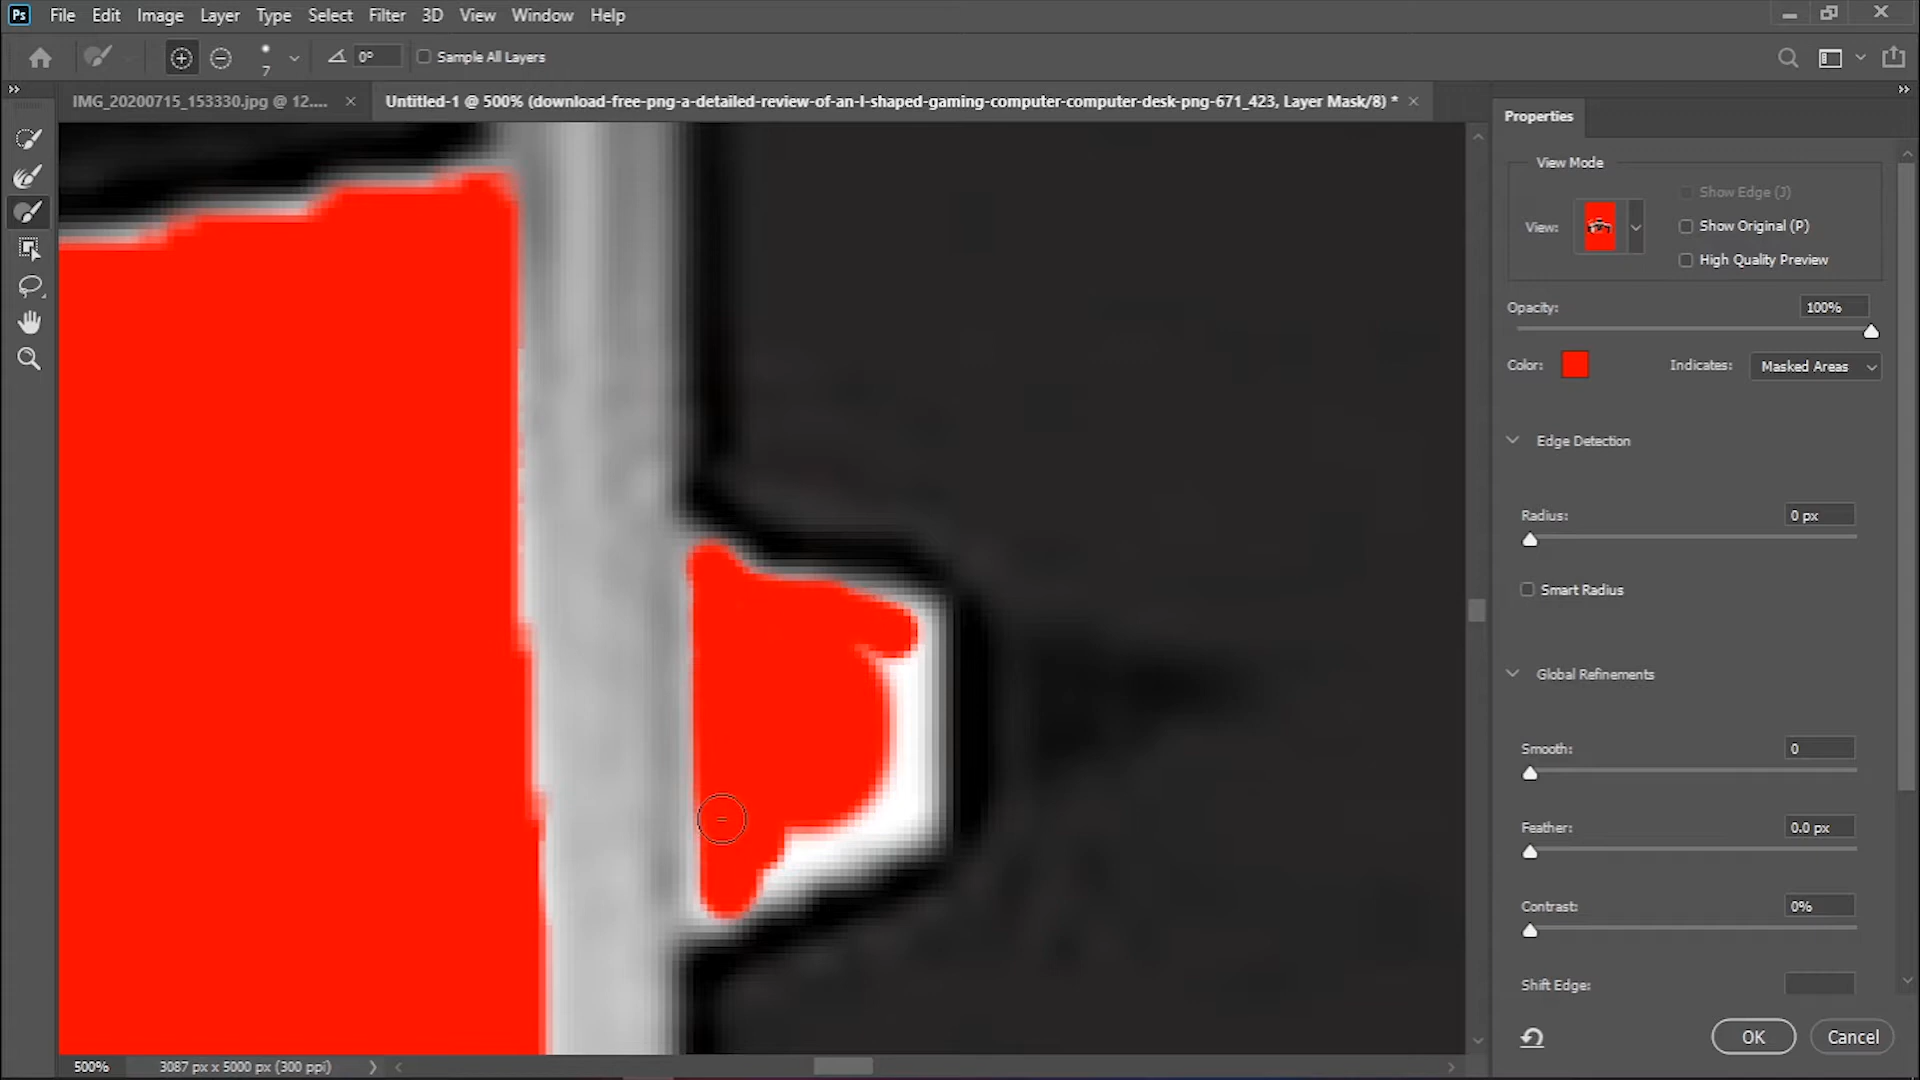 Ps File Edit Image Layer Type Select Filter 3D View Window Help
7 0° Sample All Layers
IMG_20200715_153330.jpg @ 12.... × Untitled-1 @ 500% (download-free-png-a-detailed-review-of-an-l-shaped-gaming-computer-computer-desk-png-671_423, Layer Mask/8) * ×
Properties
View Mode
Show Edge (J)
View: Show Original (P)
High Quality Preview
Opacity: 100%
Color: Indicates: Masked Areas
Edge Detection
Radius: 0 px
Smart Radius
Global Refinements
Smooth: 0
Feather: 0.0 px
Contrast: 0%
Shift Edge:
OK Cancel
500% 3087 px x 5000 px (300 ppi)